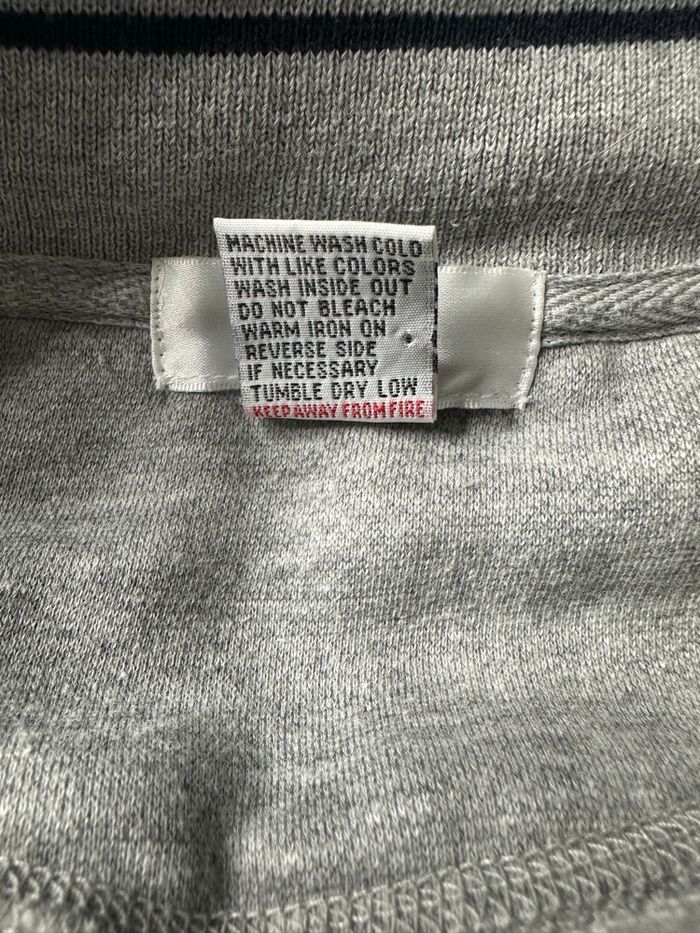 MACHINE WASH COLD
WITH LIKE COLORS
WASH INSIDE OUT
DO NOT BLEACH
WARM IRON ON
REVERSE SIDE
IF NECESSARY
TUMBLE DRY LOW
KEEP AWAY FROM FIRE